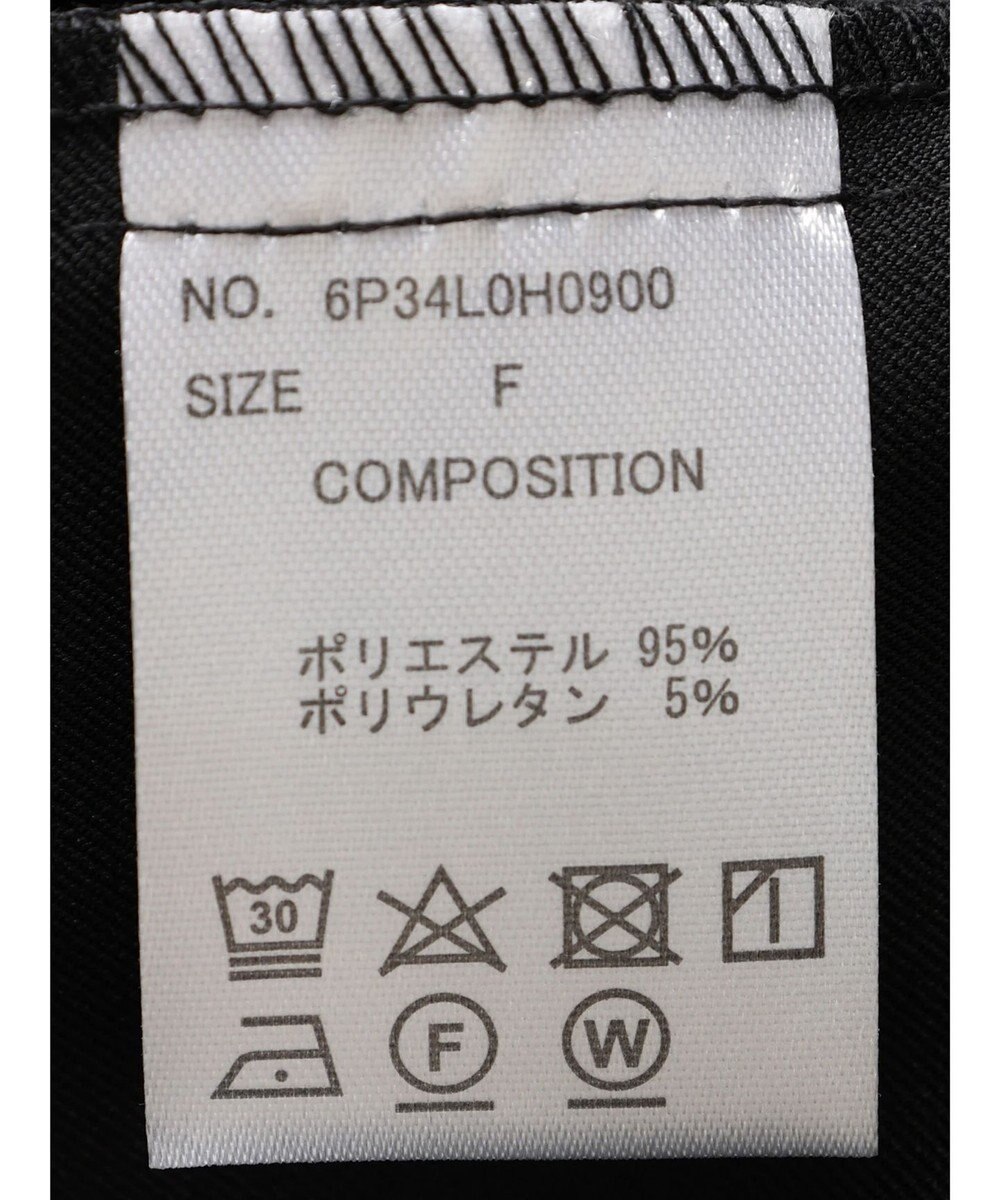 NO. 6P34L0H0900
SIZE F
COMPOSITION
ポリエステル 95%
ポリウレタン 5%
30
F W